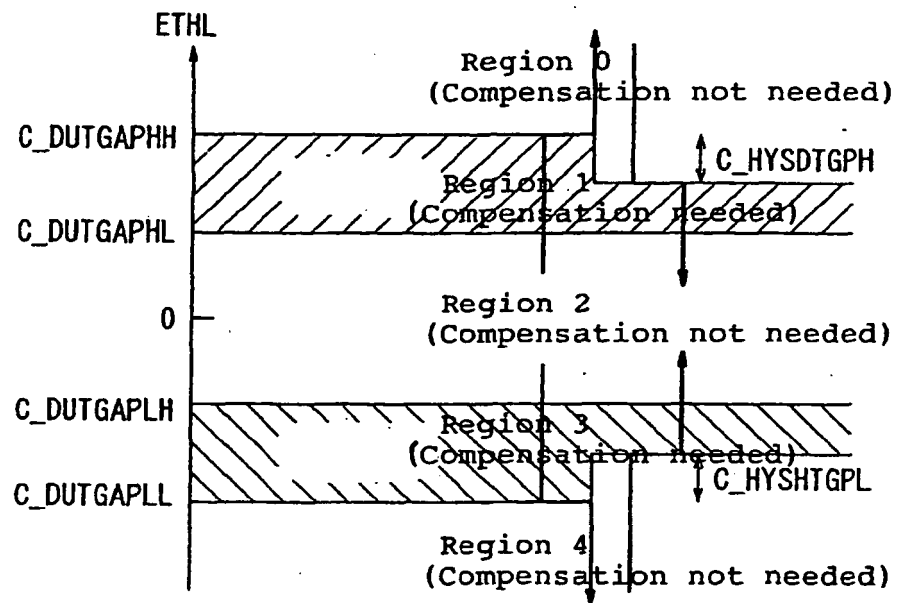 ETHL
Region 0
(Compensation not needed)
C_DUTGAPHH
C_HYSDTGPH
Region 1
(Compensation needed)
C_DUTGAPHL
Region 2
0
(Compensation not needed)
C_DUTGAPLH
Region 3
(Compensation needed)
C_HYSHTGPL
C_DUTGAPLL
Region 4
(Compensation not needed)